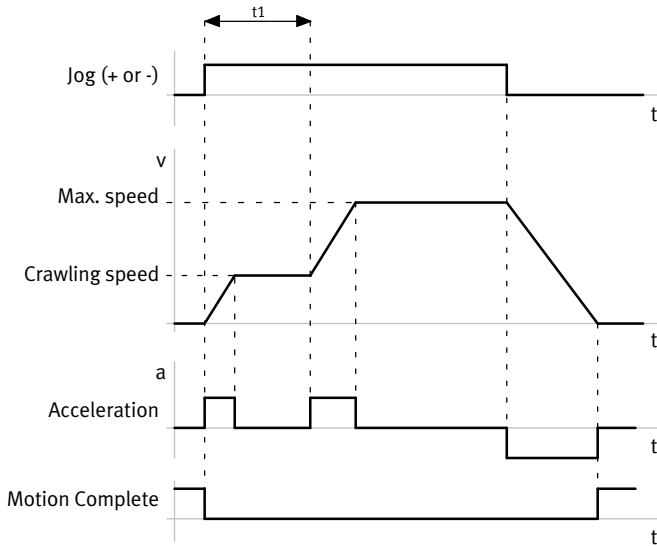 t1
Jog (+ or -)
t
v
Max. speed
Crawling speed
t
a
Acceleration
t
Motion Complete
t